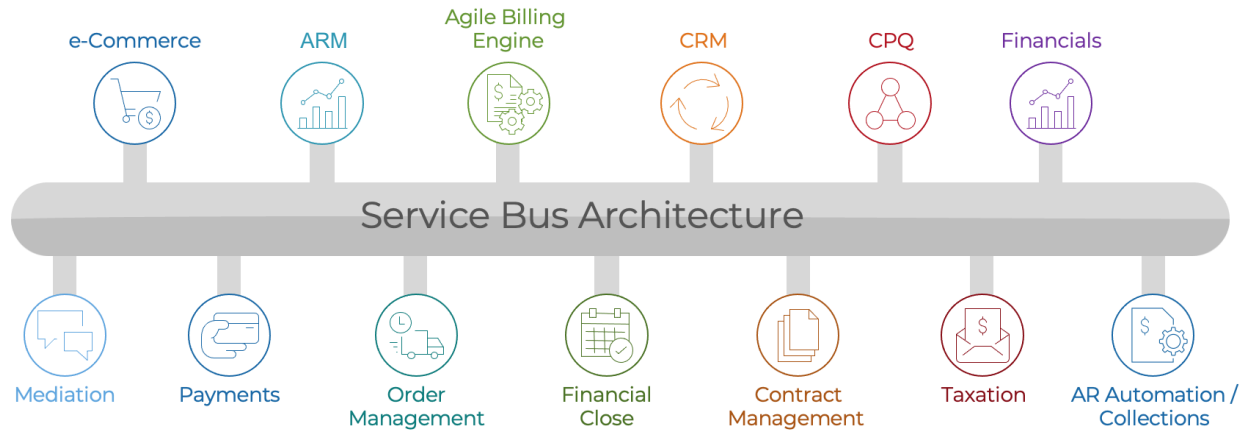 Agile Billing
e-Commerce
ARM
Engine
CRM
CPQ
Financials
$
$
Service Bus Architecture
$
$
Mediation
Payments
Order
Management
Financial
Close
Contract
Management
Taxation
AR Automation /
Collections